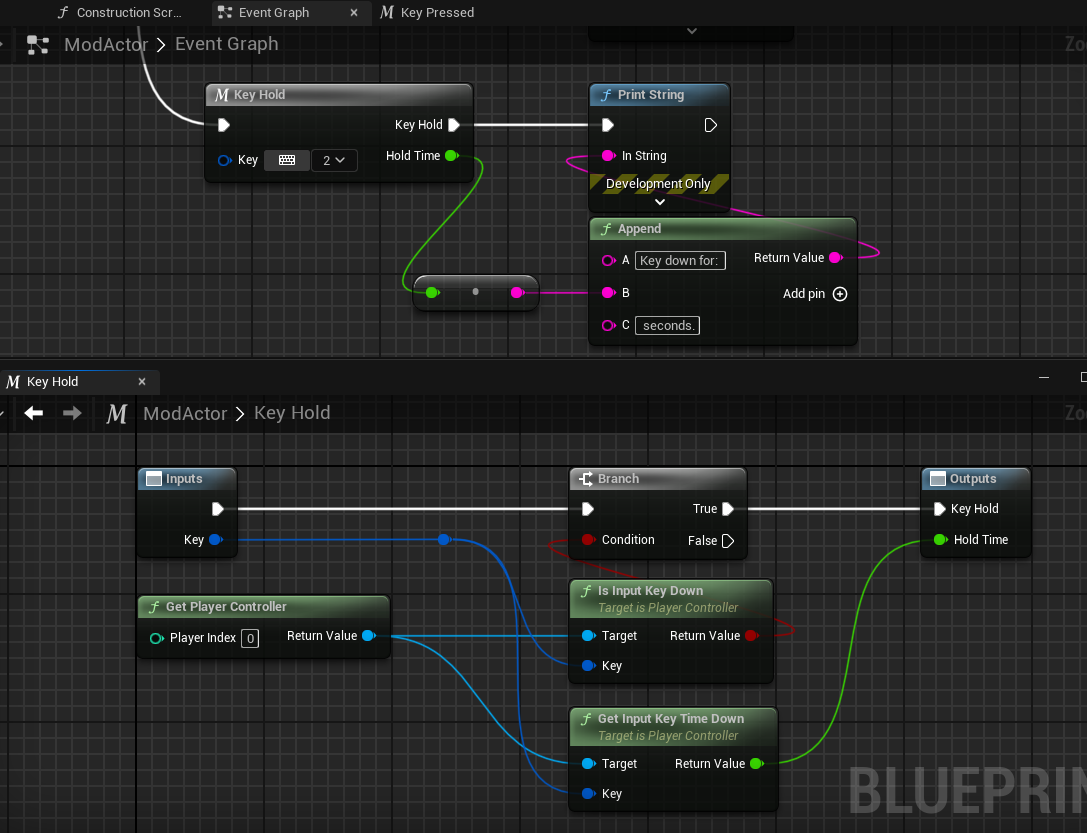 Construction Scr...
Event Graph
Key Pressed
ModActor > Event Graph
Zo
Key Hold
Key Hold
Key
2
Hold Time
Print String
In String
Development Only
Append
A
Key down for:
Return Value
B
Add pin
C
seconds.
Key Hold
ModActor > Key Hold
Zo
Inputs
Key
Branch
True
Condition
False
Outputs
Key Hold
Hold Time
Get Player Controller
Player Index
0
Return Value
Is Input Key Down
Target is Player Controller
Target
Return Value
Key
Get Input Key Time Down
Target is Player Controller
Target
Return Value
Key
BLUEPRIN